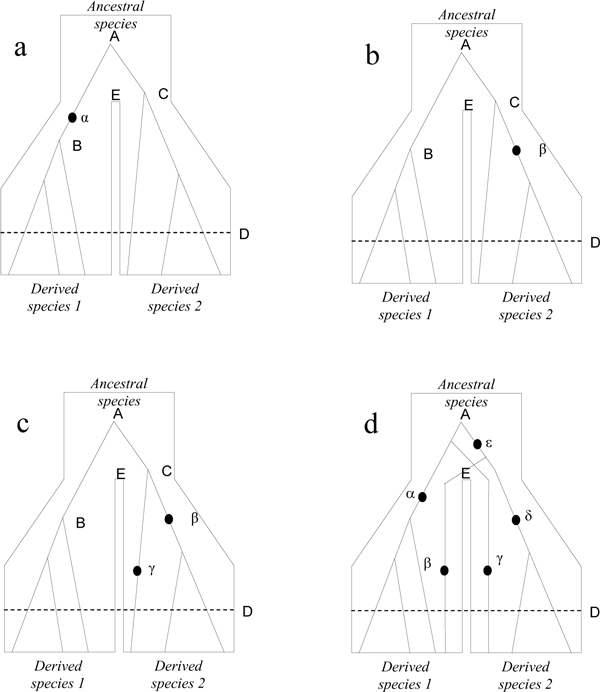 a
Ancestral
species
A
E
C
α
B
D
Derived
species 1
Derived
species 2
b
Ancestral
species
A
E
C
B
β
D
Derived
species 1
Derived
species 2
c
Ancestral
species
A
E
C
B
β
γ
D
Derived
species 1
Derived
species 2
d
Ancestral
species
A
ε
E
α
δ
β
γ
D
Derived
species 1
Derived
species 2